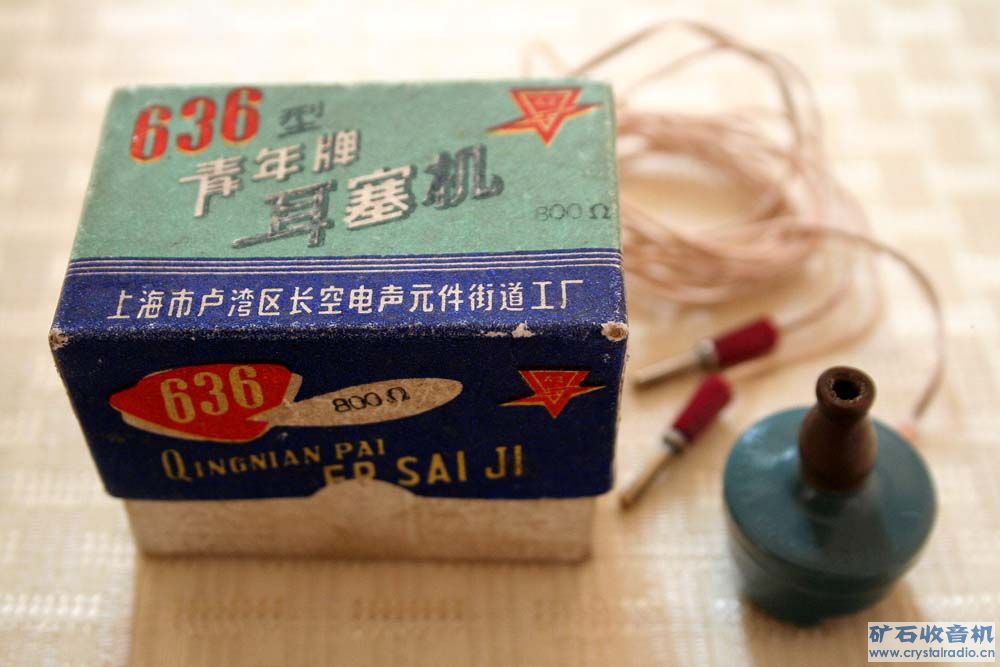 636 型
青年牌
耳塞机
800 Ω
上海市卢湾区长空电声元件街道工厂
636
800 Ω
QINGNIAN PAI
ER SAI JI
矿石收音机
www.crystalradio.cn